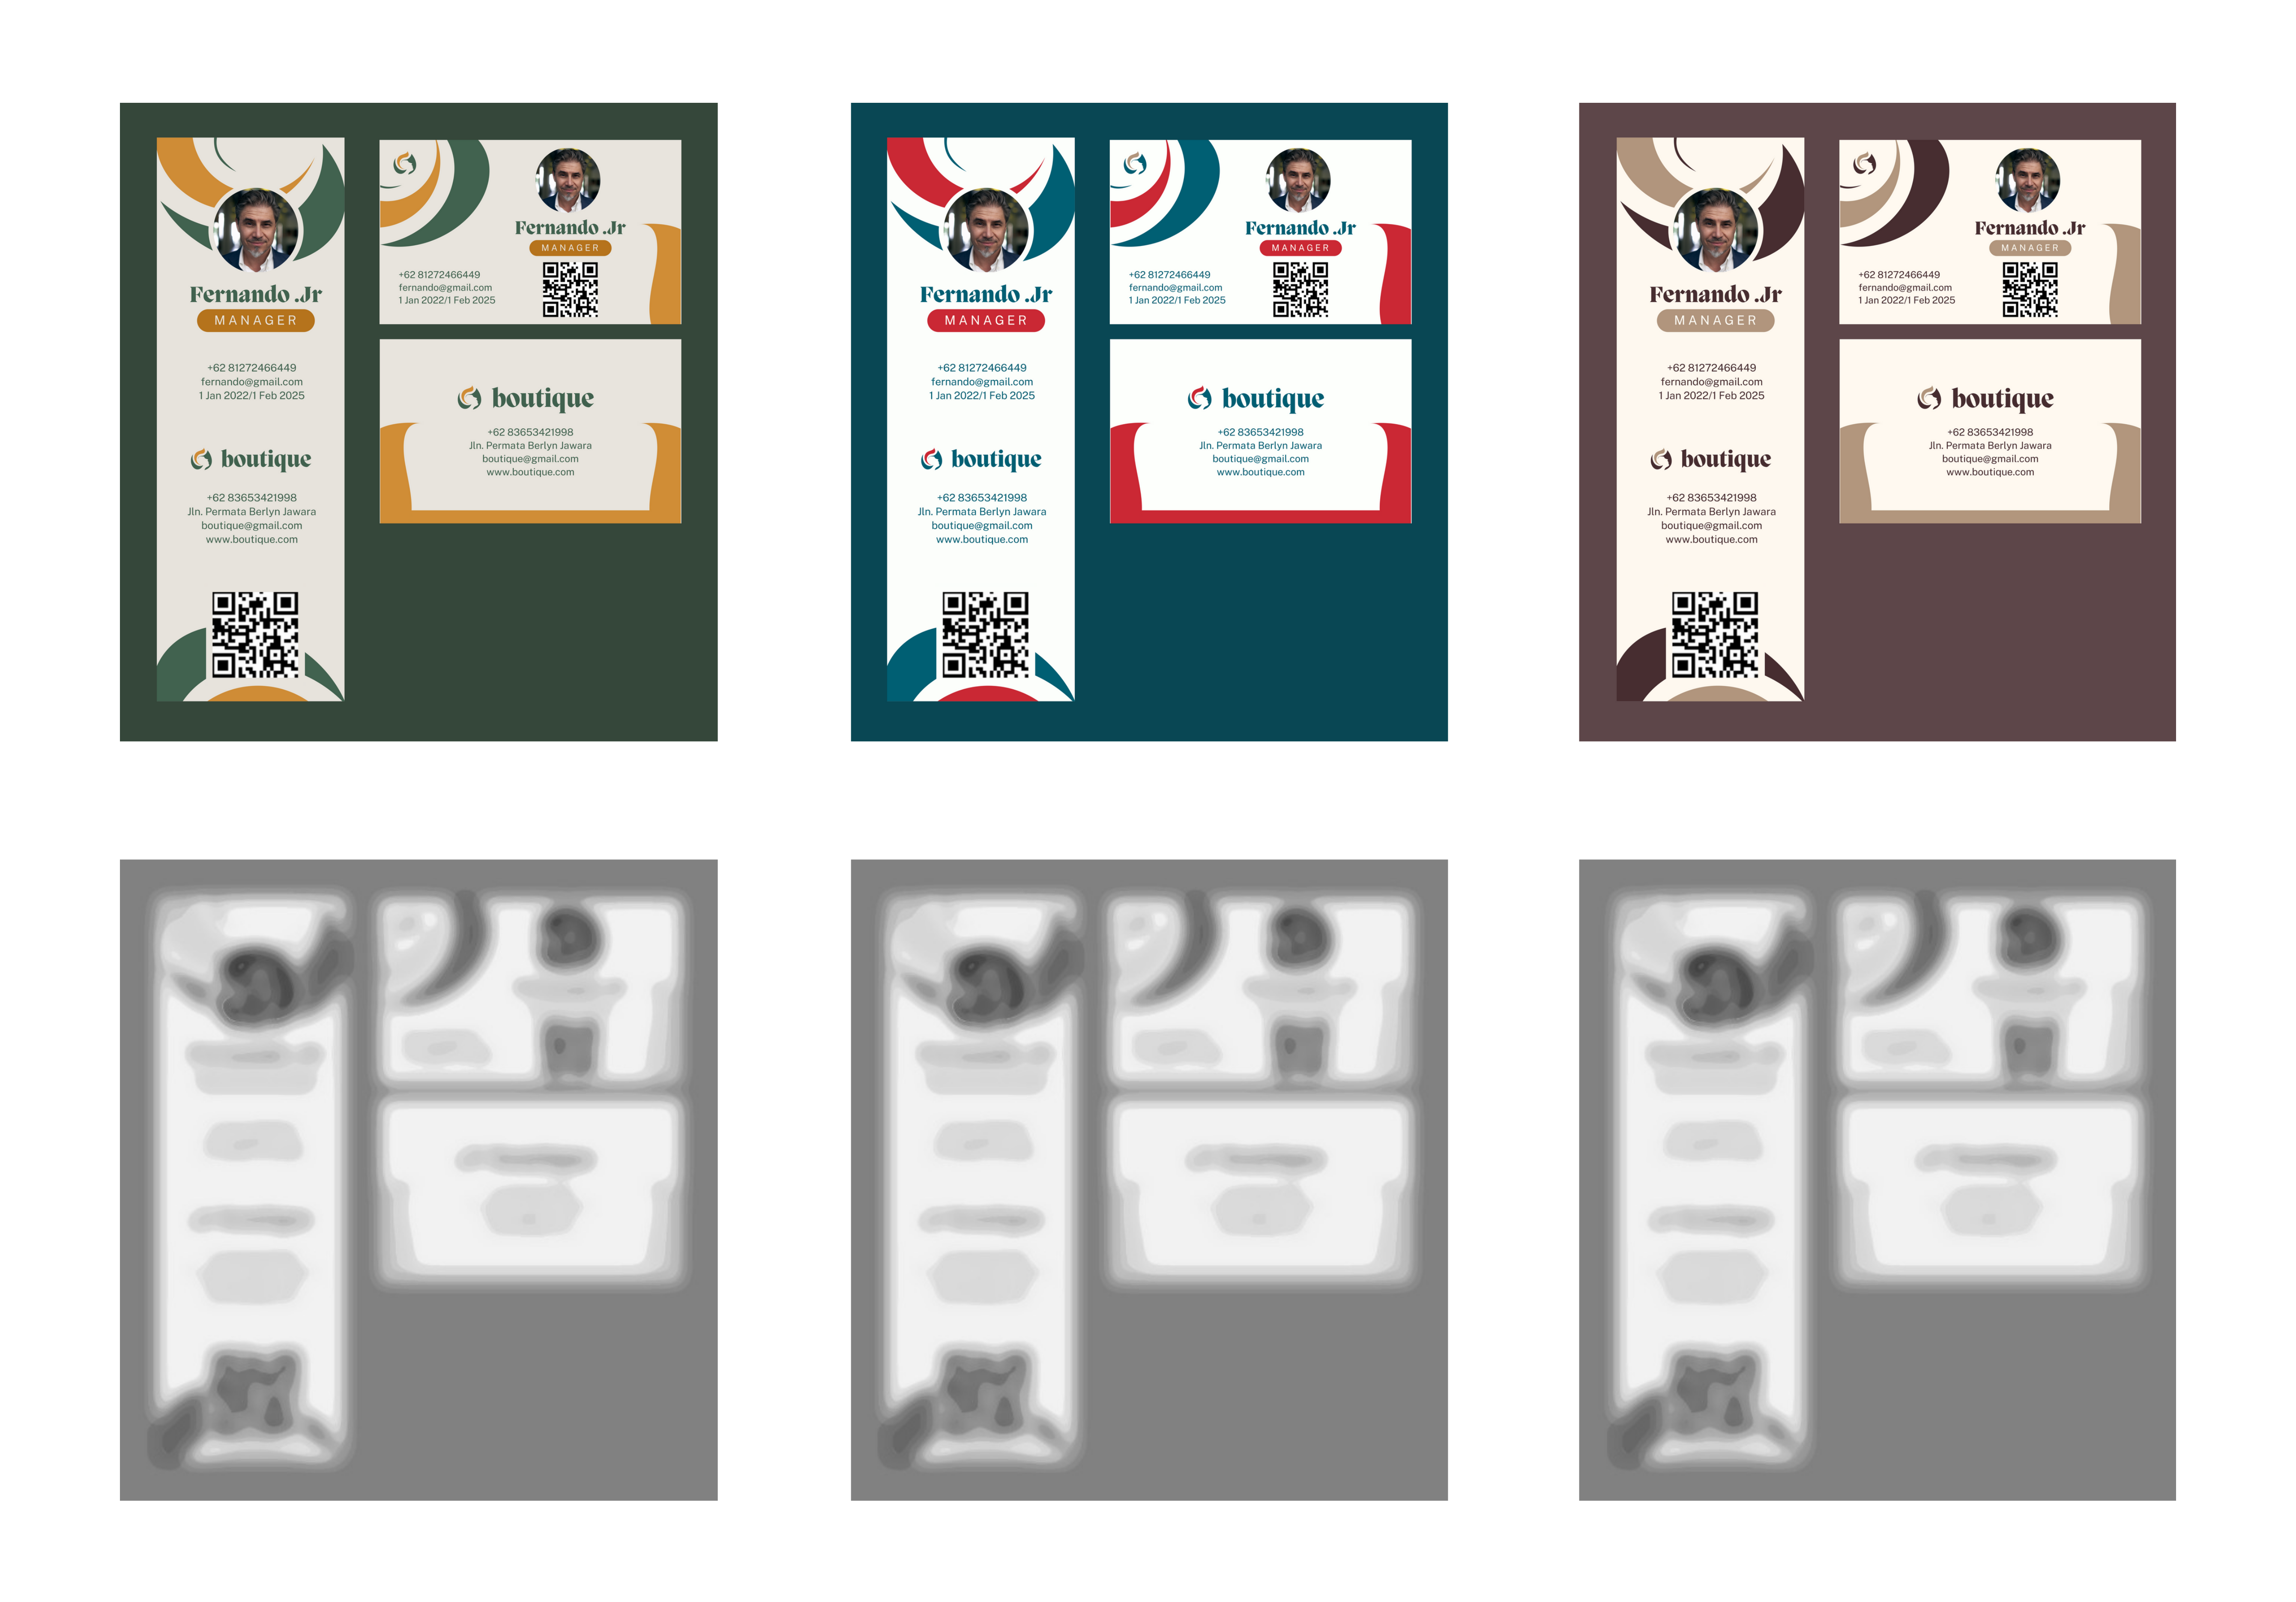 Fernando .Jr
MANAGER
+62 81272466449
fernando@gmail.com
1 Jan 2022/1 Feb 2025
boutique
+62 83653421998
Jln. Permata Berlyn Jawara
boutique@gmail.com
www.boutique.com
Fernando .Jr
MANAGER
+62 81272466449
fernando@gmail.com
1 Jan 2022/1 Feb 2025
boutique
+62 83653421998
Jln. Permata Berlyn Jawara
boutique@gmail.com
www.boutique.com
Fernando .Jr
MANAGER
+62 81272466449
fernando@gmail.com
1 Jan 2022/1 Feb 2025
boutique
+62 83653421998
Jln. Permata Berlyn Jawara
boutique@gmail.com
www.boutique.com
Fernando .Jr
MANAGER
+62 81272466449
fernando@gmail.com
1 Jan 2022/1 Feb 2025
boutique
+62 83653421998
Jln. Permata Berlyn Jawara
boutique@gmail.com
www.boutique.com
Fernando .Jr
MANAGER
+62 81272466449
fernando@gmail.com
1 Jan 2022/1 Feb 2025
boutique
+62 83653421998
Jln. Permata Berlyn Jawara
boutique@gmail.com
www.boutique.com
Fernando .Jr
MANAGER
+62 81272466449
fernando@gmail.com
1 Jan 2022/1 Feb 2025
boutique
+62 83653421998
Jln. Permata Berlyn Jawara
boutique@gmail.com
www.boutique.com